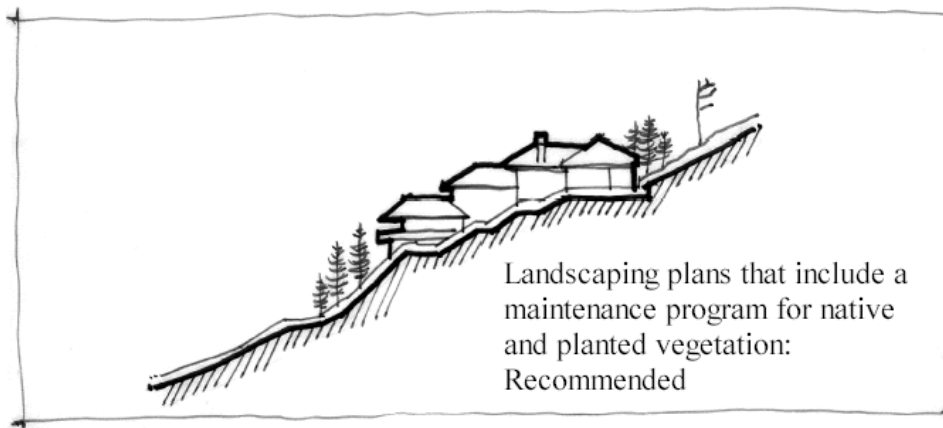 Landscaping plans that include a
maintenance program for native
and planted vegetation:
Recommended